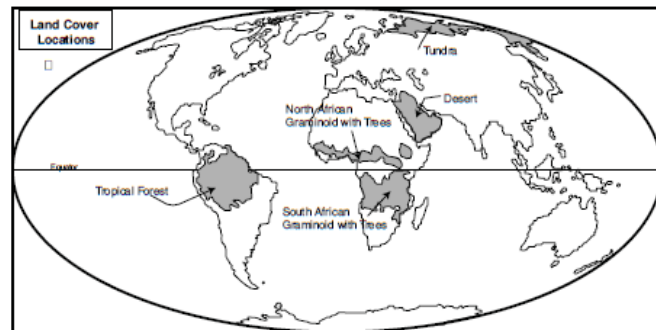 Land Cover
Locations
Tundra
North African
Graminoid with Trees
Desert
Equator
Tropical Forest
South African
Graminoid with Trees